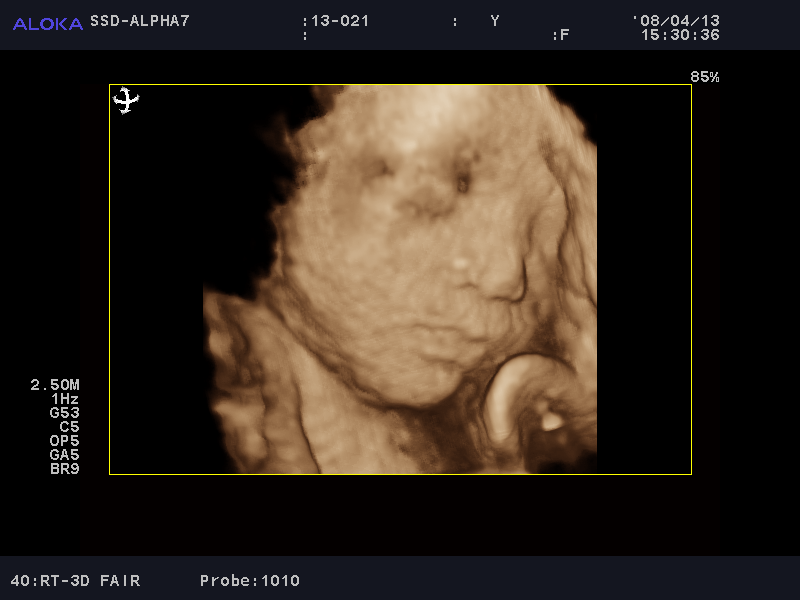 ALOKA SSD-ALPHA7 :13-021 : Y '08/04/13
: :F 15:30:36
85%
2.50M
1Hz
G53
C5
OP5
GA5
BR9
40:RT-3D FAIR Probe:1010